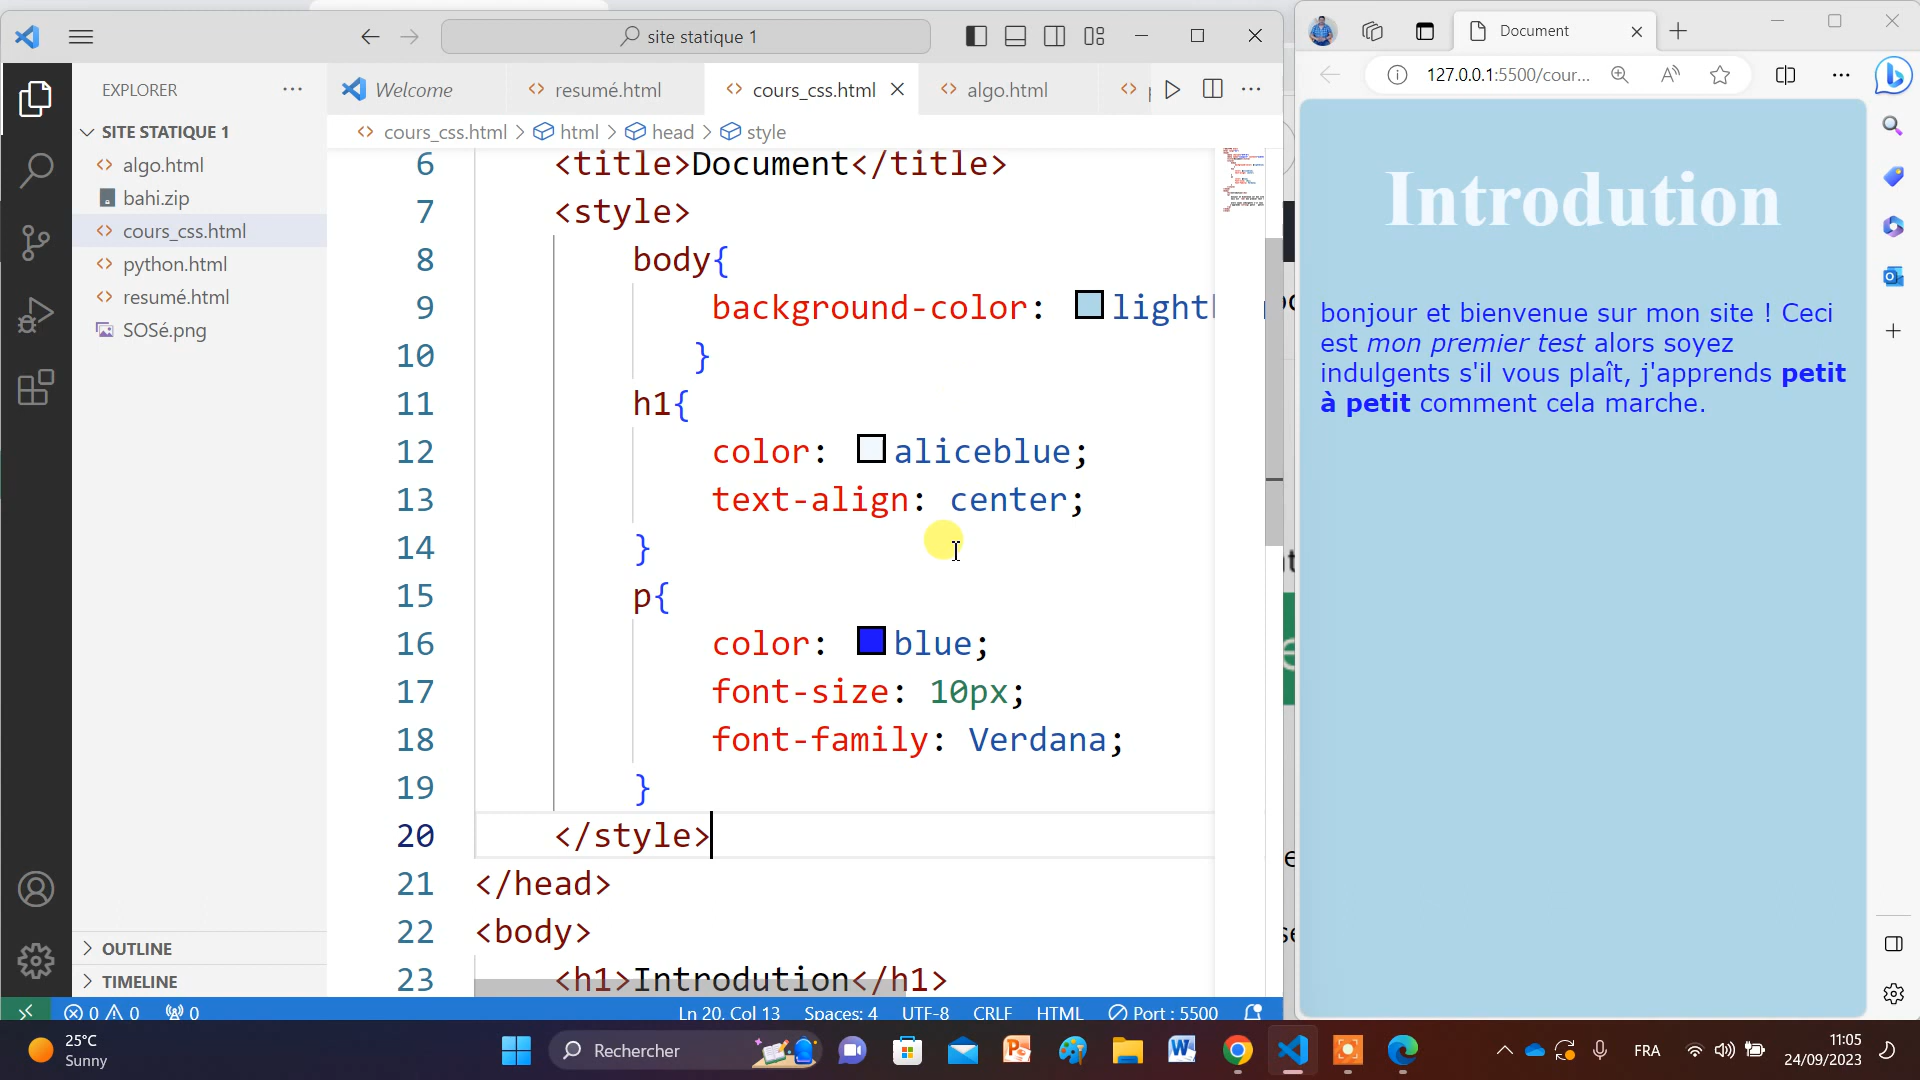 site statique 1
Document
EXPLORER
Welcome
resumé.html
cours_css.html
algo.html
127.0.0.1:5500/cour...
SITE STATIQUE 1
cours_css.html > html > head > style
algo.html
bahi.zip
cours_css.html
python.html
resumé.html
SOSé.png
6 <title>Document</title>
7 <style>
8 body{
9 background-color: light
10 }
11 h1{
12 color: aliceblue;
13 text-align: center;
14 }
15 p{
16 color: blue;
17 font-size: 10px;
18 font-family: Verdana;
19 }
20 </style>
21 </head>
22 <body>
23 <h1>Introdution</h1>
Introdution
bonjour et bienvenue sur mon site ! Ceci
est mon premier test alors soyez
indulgents s'il vous plaît, j'apprends petit
à petit comment cela marche.
OUTLINE
TIMELINE
0 0 0
Ln 20, Col 13 Spaces: 4 UTF-8 CRLF HTML Port : 5500
25°C
Sunny
Rechercher
FRA
11:05
24/09/2023